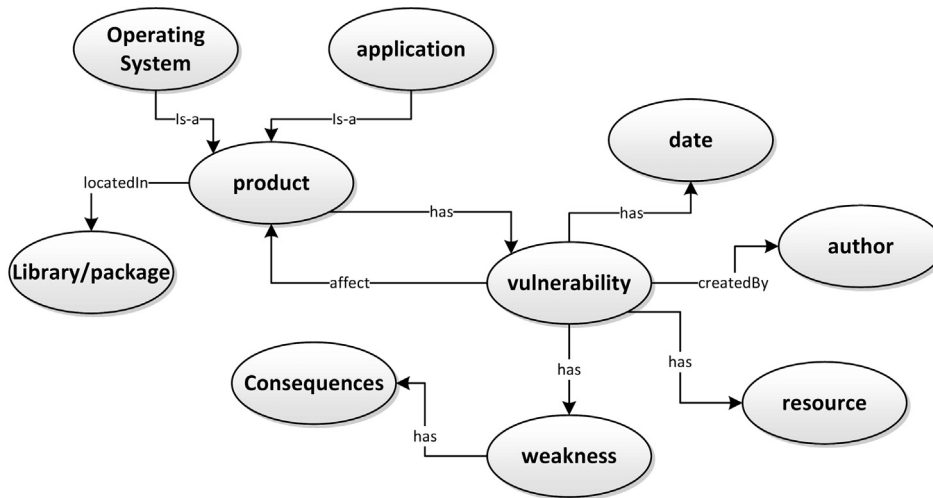 Operating
System
application
Is-a
Is-a
date
locatedIn
product
has
has
author
Library/package
affect
vulnerability
createdBy
Consequences
has
has
resource
has
weakness